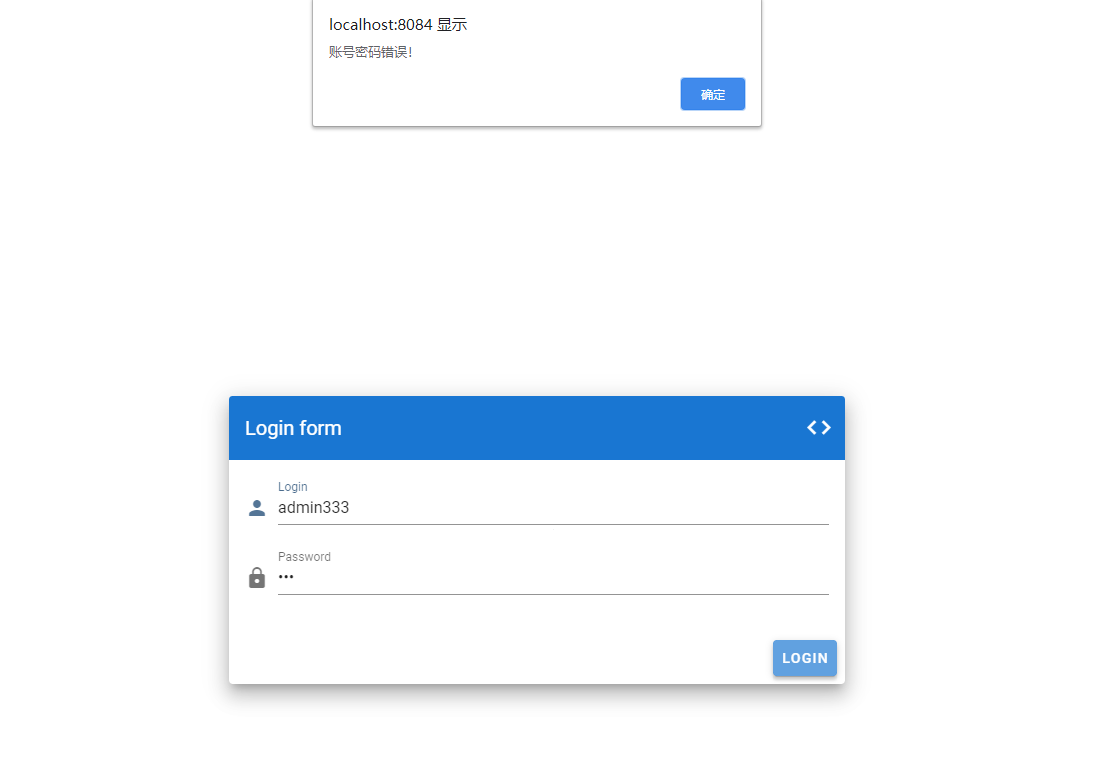 localhost:8084 显示
账号密码错误!
确定
Login form
Login
admin333
Password
•••
LOGIN